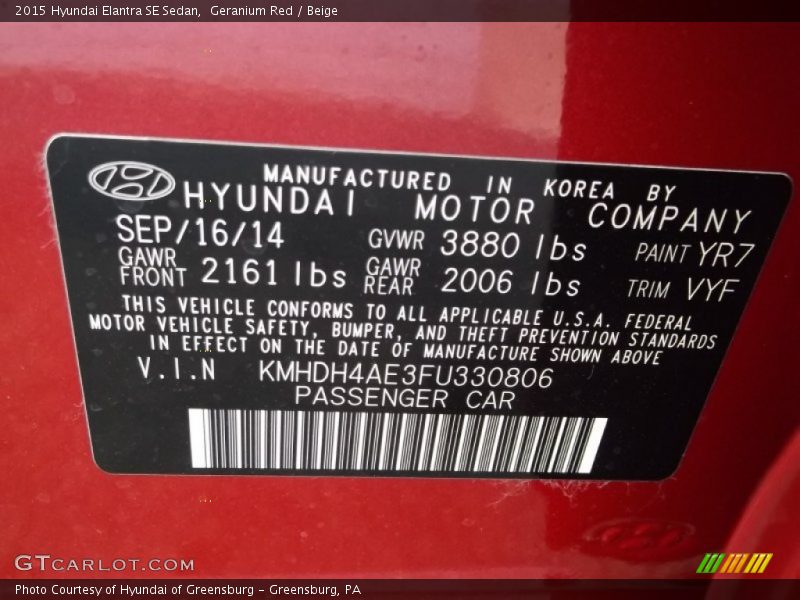 2015 Hyundai Elantra SE Sedan,  Geranium Red / Beige
MANUFACTURED IN KOREA BY
HYUNDAI MOTOR COMPANY
SEP/16/14 GVWR 3880 lbs PAINT YR7
GAWR FRONT 2161 lbs GAWR REAR 2006 lbs TRIM VYF
THIS VEHICLE CONFORMS TO ALL APPLICABLE U.S.A. FEDERAL
MOTOR VEHICLE SAFETY, BUMPER, AND THEFT PREVENTION STANDARDS
IN EFFECT ON THE DATE OF MANUFACTURE SHOWN ABOVE
V.I.N KMHDH4AE3FU330806
PASSENGER CAR
GTCARLOT.COM
Photo Courtesy of Hyundai of Greensburg - Greensburg, PA